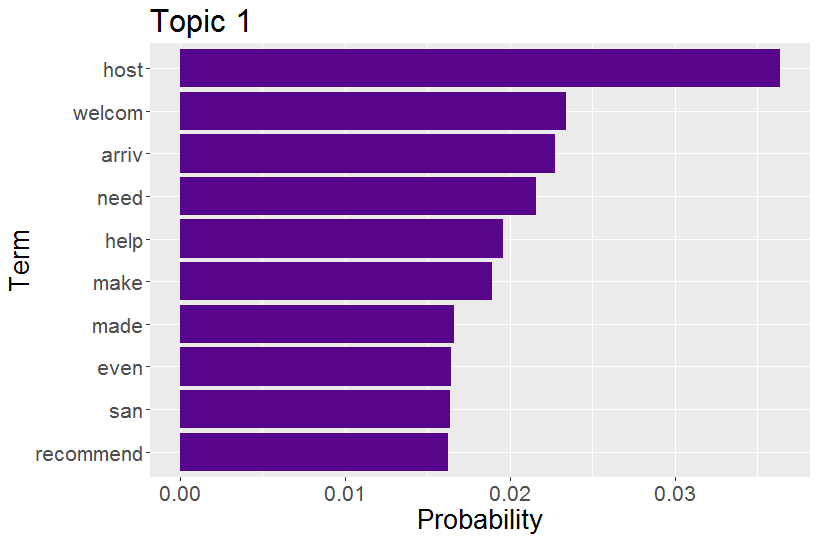 Topic 1
host
welcom
arriv
need
help
make
made
even
san
recommend
Term
0.00 0.01 0.02 0.03
Probability